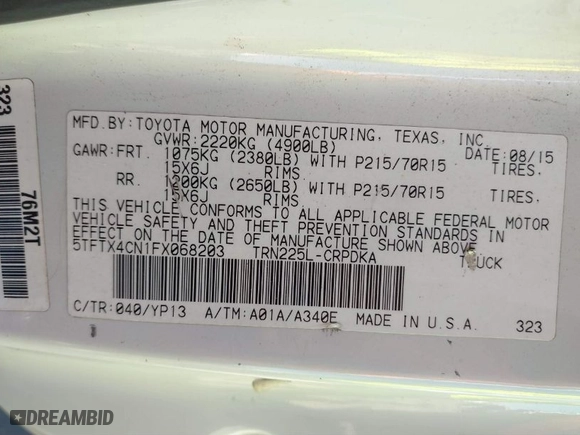 MFD.BY:TOYOTA MOTOR MANUFACTURING, TEXAS, INC.
GVWR:2220KG (4900LB) DATE:08/15
GAWR:FRT. 1075KG (2380LB) WITH P215/70R15 TIRES.
15X6J RIMS
RR. 1200KG (2650LB) WITH P215/70R15 TIRES.
15X6J RIMS
THIS VEHICLE CONFORMS TO ALL APPLICABLE FEDERAL MOTOR
VEHICLE SAFETY AND THEFT PREVENTION STANDARDS IN
EFFECT ON THE DATE OF MANUFACTURE SHOWN ABOVE.
5TFTX4CN1FX068203 TRN225L-CRPDKA TRUCK
C/TR:040/YP13 A/TM:A01A/A340E MADE IN U.S.A. 323
323
76M2T
DREAMBID